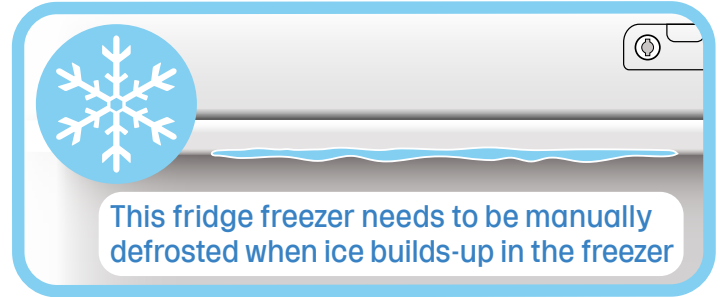 This fridge freezer needs to be manually
defrosted when ice builds-up in the freezer